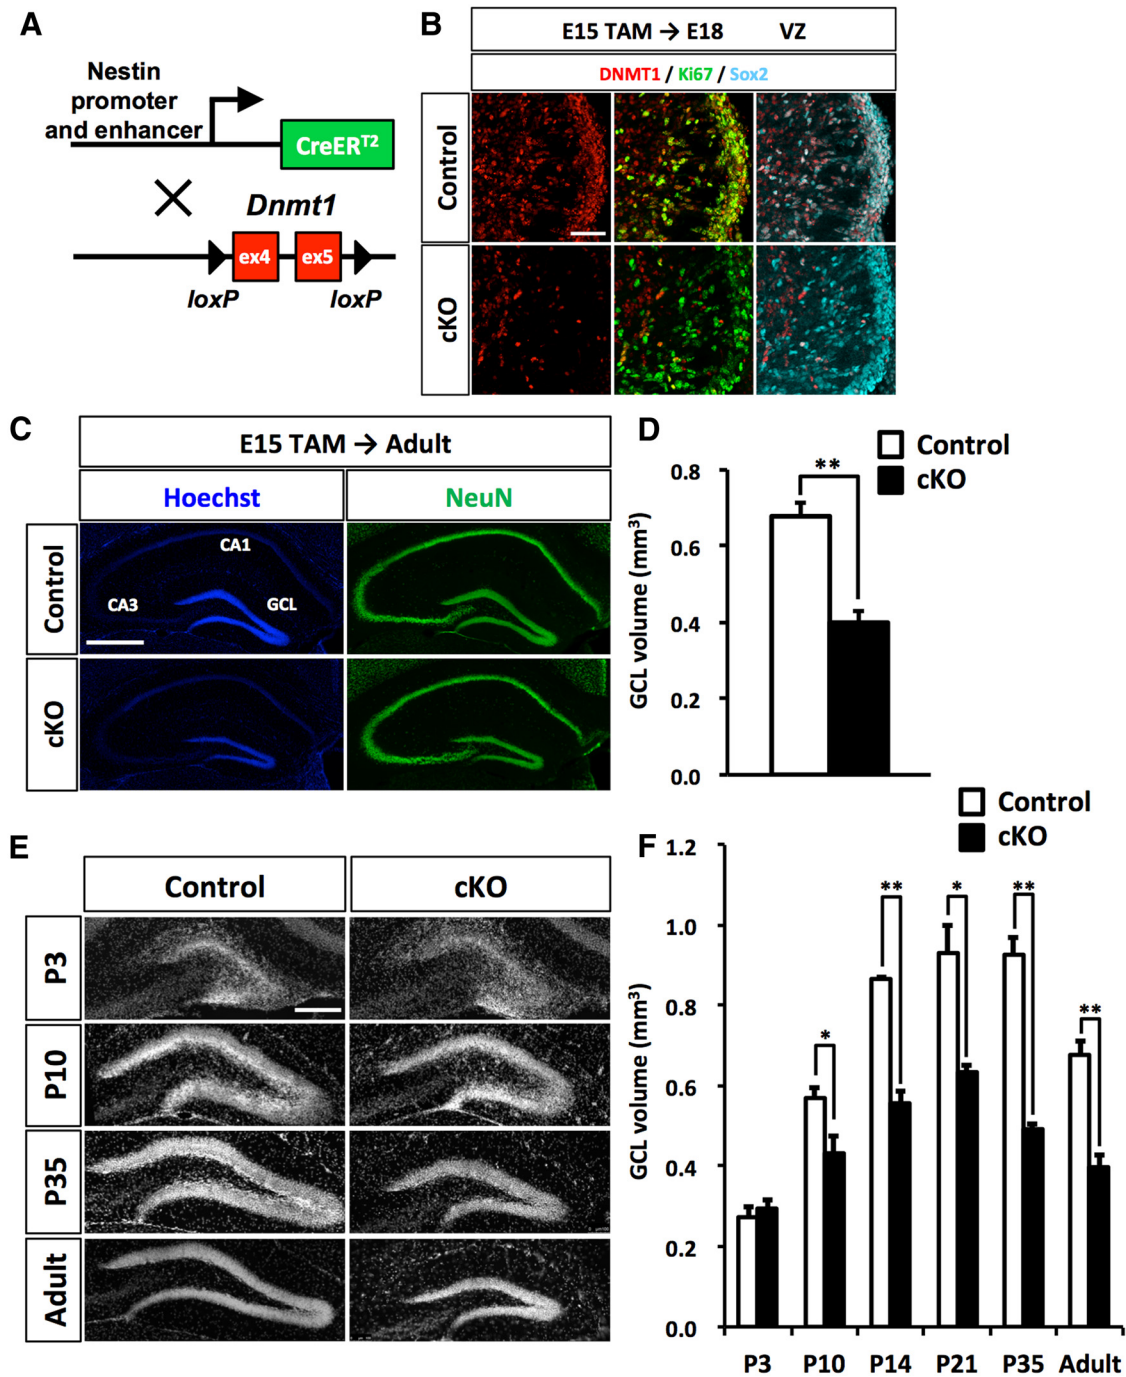 A
Nestin
promoter
and enhancer
CreERT2
Dnmt1
ex4 ex5
loxP loxP
B
E15 TAM → E18 VZ
DNMT1 / Ki67 / Sox2
Control
cKO
C
E15 TAM → Adult
Hoechst NeuN
Control
CA1
CA3 GCL
cKO
D
Control
cKO
**
GCL volume (mm³)
0.8
0.6
0.4
0.2
0.0
E
Control cKO
P3
P10
P35
Adult
F
Control
cKO
GCL volume (mm³)
1.2
1.0
0.8
0.6
0.4
0.2
0.0
* ** * ** **
P3 P10 P14 P21 P35 Adult